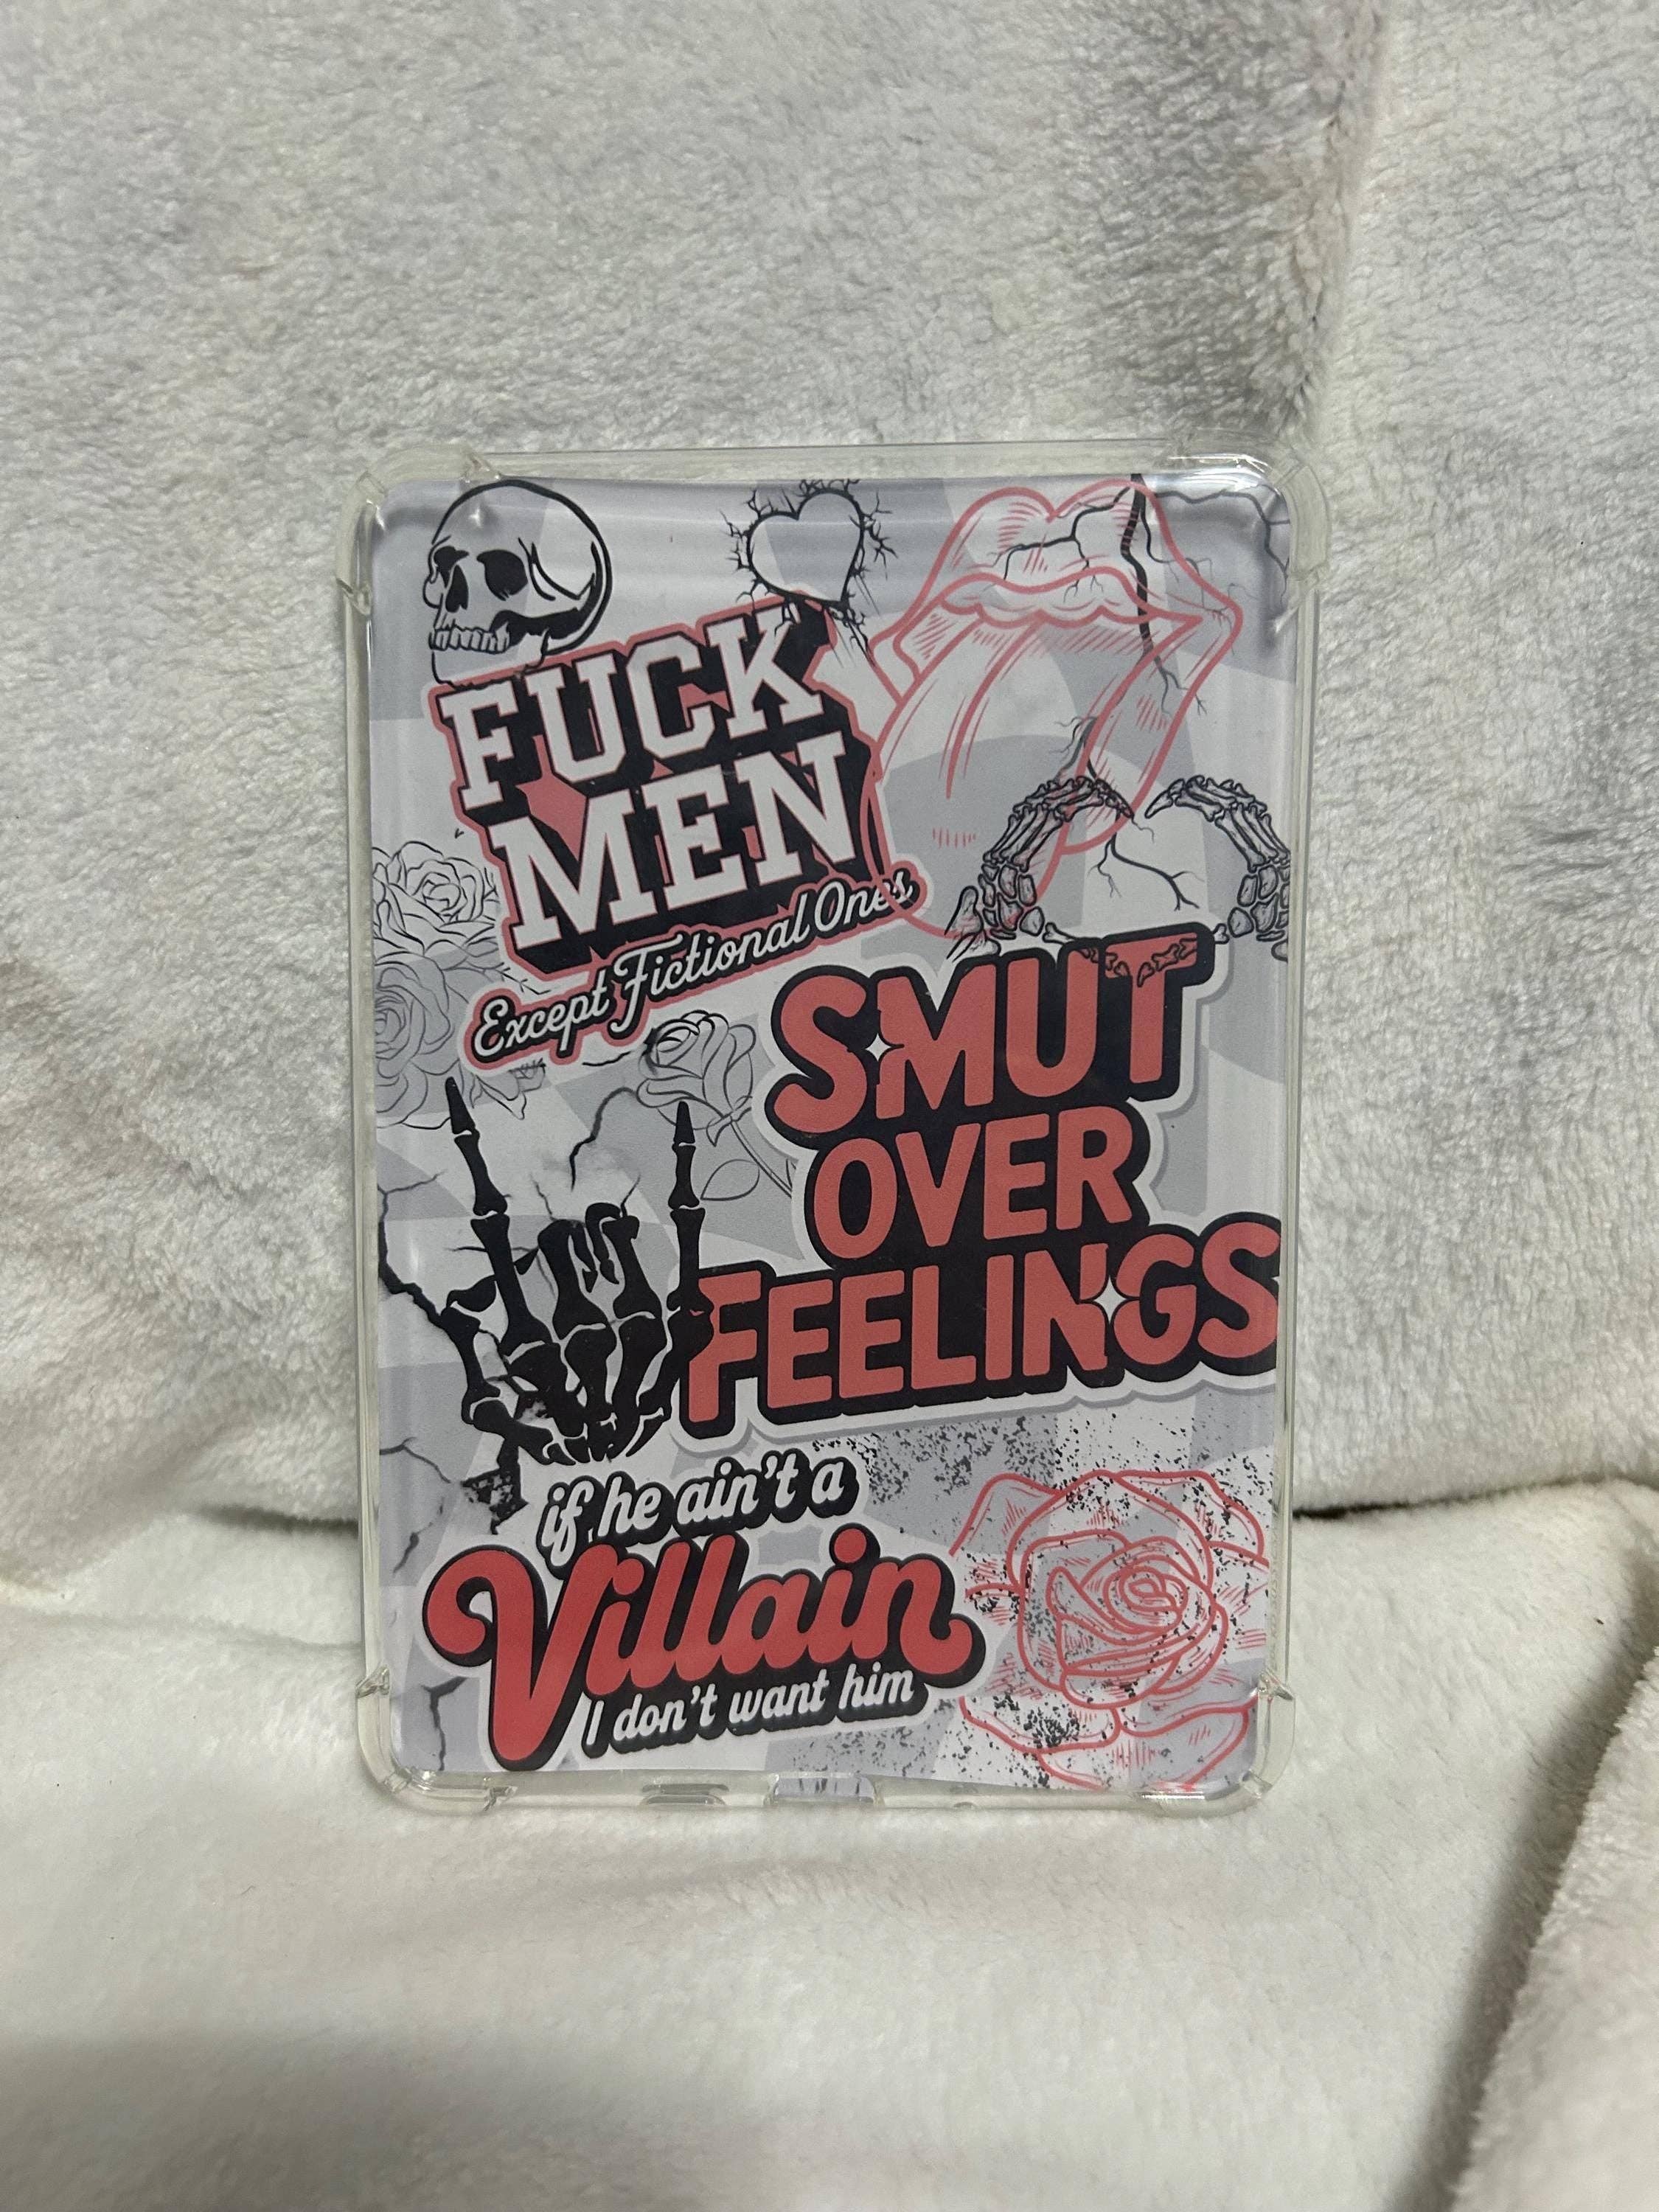 FUCK
MEN
Except Fictional Ones
SMUT
OVER
FEELINGS
if he ain't a
Villain
I don't want him